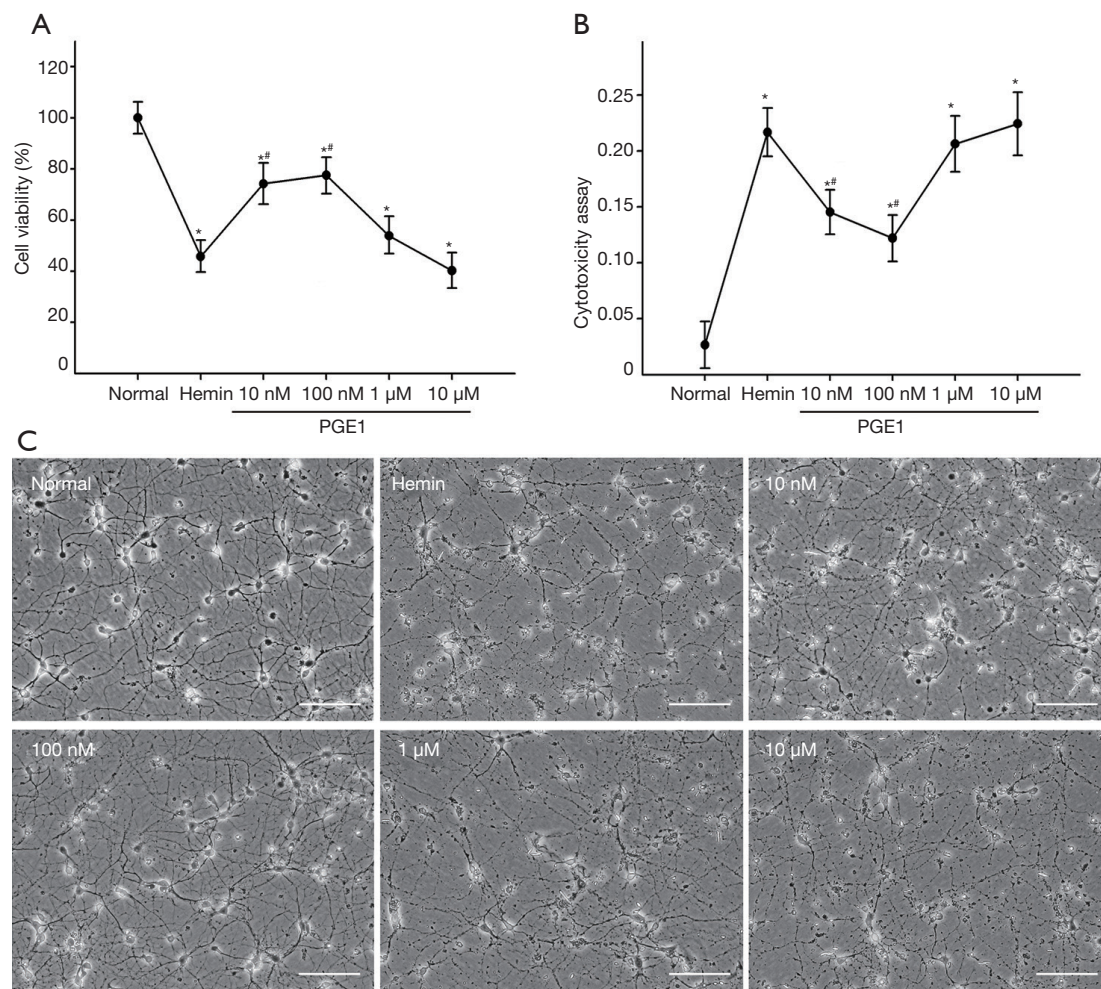 A
Cell viability (%)
120
100
80
60
40
20
0
*
*#
*#
*
*
Normal Hemin 10 nM 100 nM 1 μM 10 μM
PGE1
B
Cytotoxicity assay
0.25
0.20
0.15
0.10
0.05
0
*
*#
*#
*
*
Normal Hemin 10 nM 100 nM 1 μM 10 μM
PGE1
C
Normal
Hemin
10 nM
100 nM
1 μM
10 μM